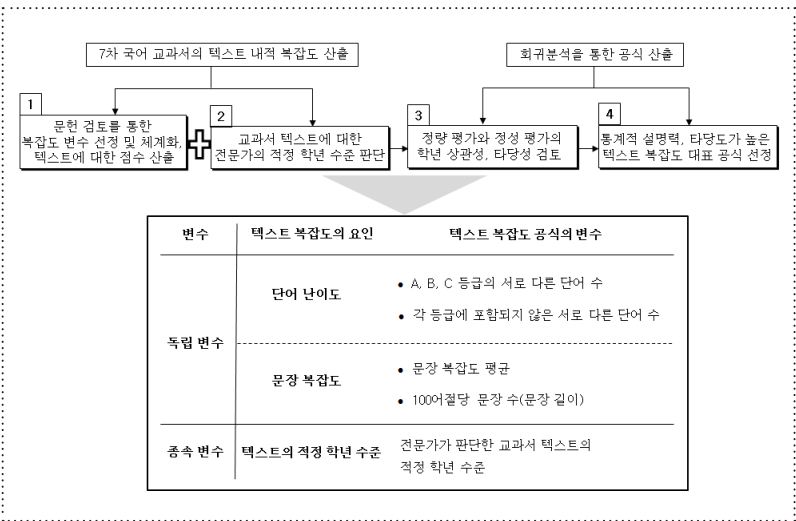 7차 국어 교과서의 텍스트 내적 복잡도 산출
회귀분석을 통한 공식 산출
1
문헌 검토를 통한
복잡도 변수 선정 및 체계화,
텍스트에 대한 점수 산출
2
교과서 텍스트에 대한
전문가의 적정 학년 수준 판단
3
정량 평가와 정성 평가의
학년 상관성, 타당성 검토
4
통계적 설명력, 타당도가 높은
텍스트 복잡도 대표 공식 선정
변수 텍스트 복잡도의 요인 텍스트 복잡도 공식의 변수
독립 변수
단어 난이도
• A, B, C 등급의 서로 다른 단어 수
• 각 등급에 포함되지 않은 서로 다른 단어 수
문장 복잡도
• 문장 복잡도 평균
• 100어절당 문장 수(문장 길이)
종속 변수 텍스트의 적정 학년 수준
전문가가 판단한 교과서 텍스트의
적정 학년 수준